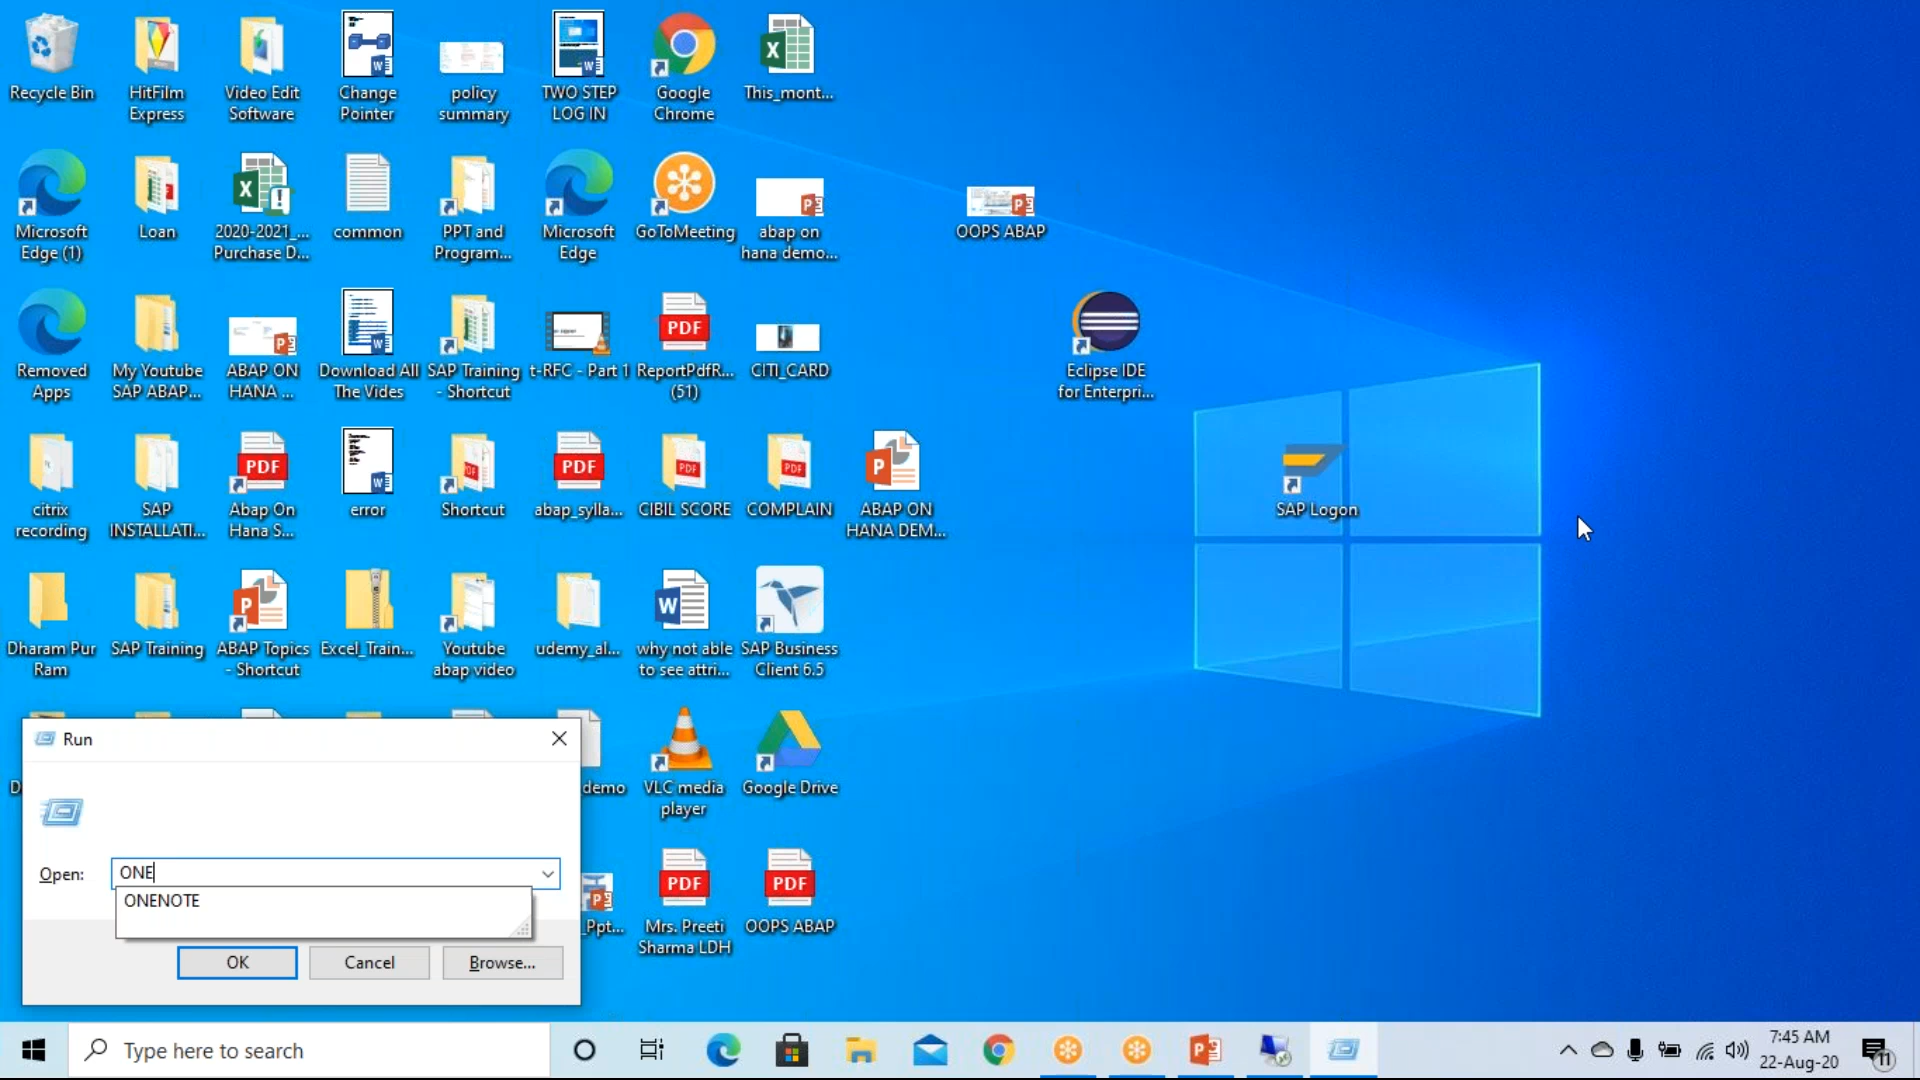 Recycle Bin
HitFilm
Express
Video Edit
Software
Change
Pointer
policy
summary
TWO STEP
LOG IN
Google
Chrome
This_mont...
Microsoft
Edge (1)
Loan
2020-2021_...
Purchase D...
common
PPT and
Program...
Microsoft
Edge
GoToMeeting
abap on
hana demo...
OOPS ABAP
Removed
Apps
My Youtube
SAP ABAP...
ABAP ON
HANA ...
Download All
The Vides
SAP Training
- Shortcut
t-RFC - Part 1
PDF
ReportPdfR...
(51)
CITI_CARD
Eclipse IDE
for Enterpri...
citrix
recording
SAP
INSTALLATI...
PDF
Abap On
Hana S...
error
Shortcut
PDF
abap_sylla...
CIBIL SCORE
COMPLAIN
ABAP ON
HANA DEM...
SAP Logon
Dharam Pur
Ram
SAP Training
ABAP Topics
- Shortcut
Excel_Train...
Youtube
abap video
udemy_al...
why not able
to see attri...
SAP Business
Client 6.5
demo
VLC media
player
Google Drive
_Ppt...
PDF
Mrs. Preeti
Sharma LDH
PDF
OOPS ABAP
Run
Open:
ONE
ONENOTE
OK
Cancel
Browse...
Type here to search
7:45 AM
22-Aug-20
11